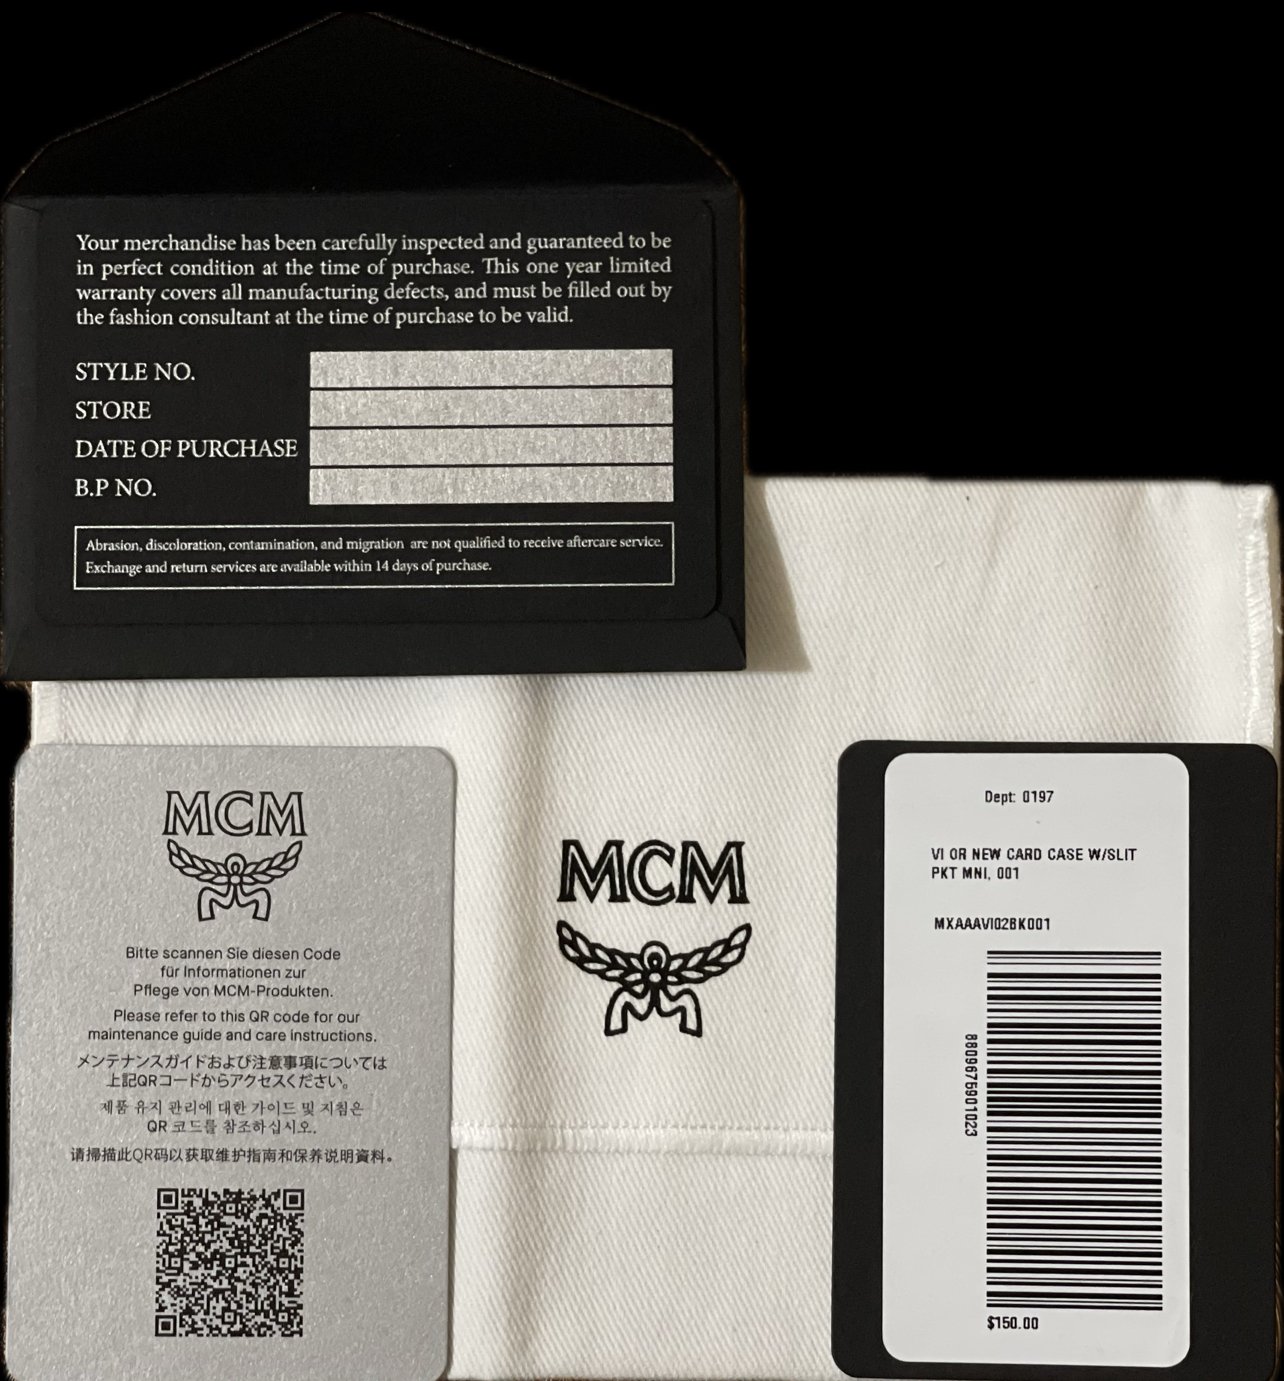 Your merchandise has been carefully inspected and guaranteed to be
in perfect condition at the time of purchase. This one year limited
warranty covers all manufacturing defects, and must be filled out by
the fashion consultant at the time of purchase to be valid.
STYLE NO.
STORE
DATE OF PURCHASE
B.P NO.
Abrasion, discoloration, contamination, and migration are not qualified to receive aftercare service.
Exchange and return services are available within 14 days of purchase.
MCM
Bitte scannen Sie diesen Code
für Informationen zur
Pflege von MCM-Produkten.
Please refer to this QR code for our
maintenance guide and care instructions.
メンテナンスガイドおよび注意事項については
上記QRコードからアクセスください。
제품 유지 관리에 대한 가이드 및 지침은
QR 코드를 참조하십시오.
请掃描此QR码以获取维护指南和保养说明資料。
MCM
Dept: 0197
VI OR NEW CARD CASE W/SLIT
PKT MNI, 001
MXAAAVI02BK001
8809675901023
$150.00